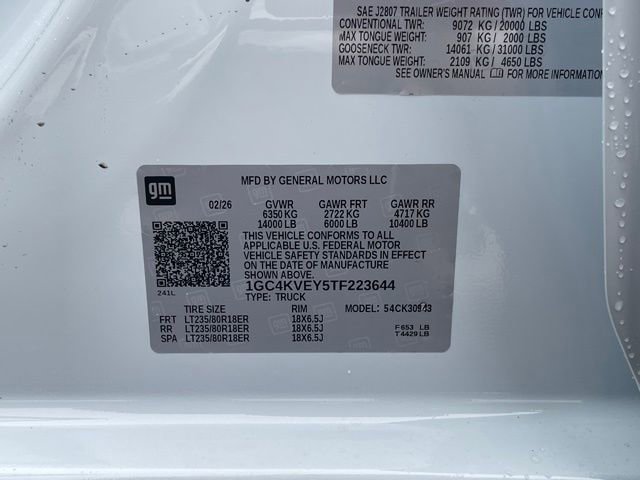 SAE J2807 TRAILER WEIGHT RATING (TWR) FOR VEHICLE CONF
CONVENTIONAL TWR: 9072 KG/20000 LBS
MAX TONGUE WEIGHT: 907 KG/ 2000 LBS
GOOSENECK TWR: 14061 KG/31000 LBS
MAX TONGUE WEIGHT: 2109 KG/ 4650 LBS
SEE OWNER'S MANUAL FOR MORE INFORMATION
gm
MFD BY GENERAL MOTORS LLC
02/26 GVWR GAWR FRT GAWR RR
6350 KG 2722 KG 4717 KG
14000 LB 6000 LB 10400 LB
THIS VEHICLE CONFORMS TO ALL
APPLICABLE U.S. FEDERAL MOTOR
VEHICLE SAFETY STANDARDS IN EFFECT
ON THE DATE OF MANUFACTURE
SHOWN ABOVE.
241L
1GC4KVEY5TF223644
TYPE: TRUCK
TIRE SIZE RIM MODEL:
FRT LT235/80R18ER 18X6.5J
RR LT235/80R18ER 18X6.5J
SPA LT235/80R18ER 18X6.5J
F 653 LB
T 4429 LB